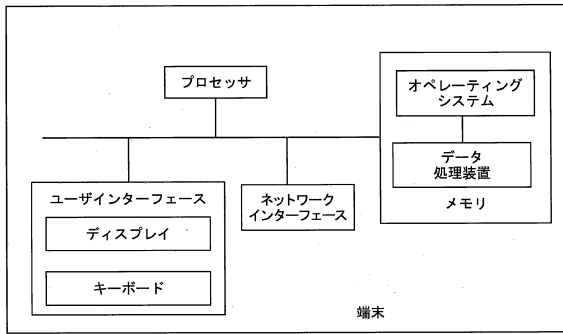 プロセッサ
オペレーティング
システム
データ
処理装置
メモリ
ユーザインターフェース
ディスプレイ
キーボード
ネットワーク
インターフェース
端末